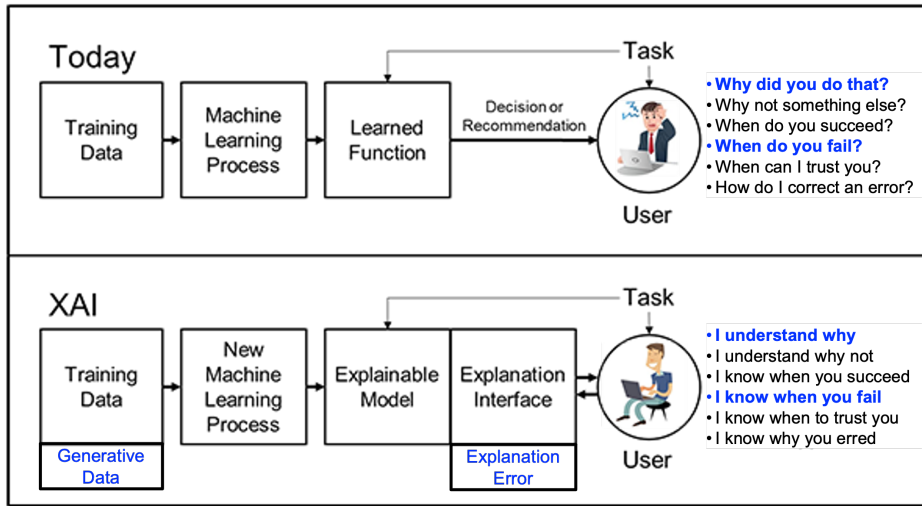 Today
Task
Training
Data
Machine
Learning
Process
Learned
Function
Decision or
Recommendation
User
• Why did you do that?
• Why not something else?
• When do you succeed?
• When do you fail?
• When can I trust you?
• How do I correct an error?
XAI
Task
Training
Data
Generative
Data
New
Machine
Learning
Process
Explainable
Model
Explanation
Interface
Explanation
Error
User
• I understand why
• I understand why not
• I know when you succeed
• I know when you fail
• I know when to trust you
• I know why you erred